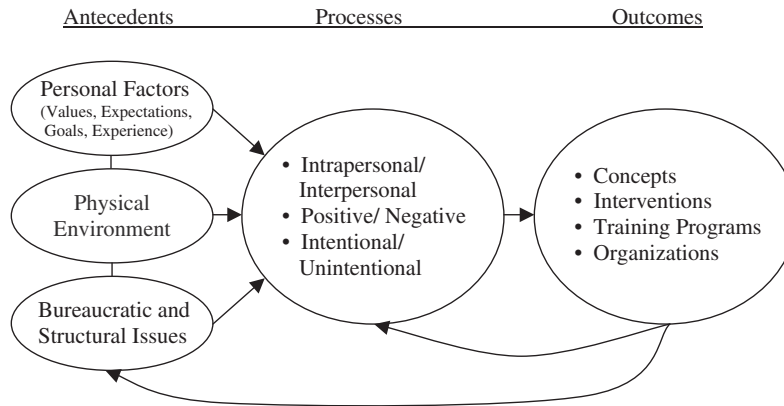 Antecedents Processes Outcomes
Personal Factors
(Values, Expectations,
Goals, Experience)
Physical
Environment
Bureaucratic and
Structural Issues
• Intrapersonal/
Interpersonal
• Positive/ Negative
• Intentional/
Unintentional
• Concepts
• Interventions
• Training Programs
• Organizations